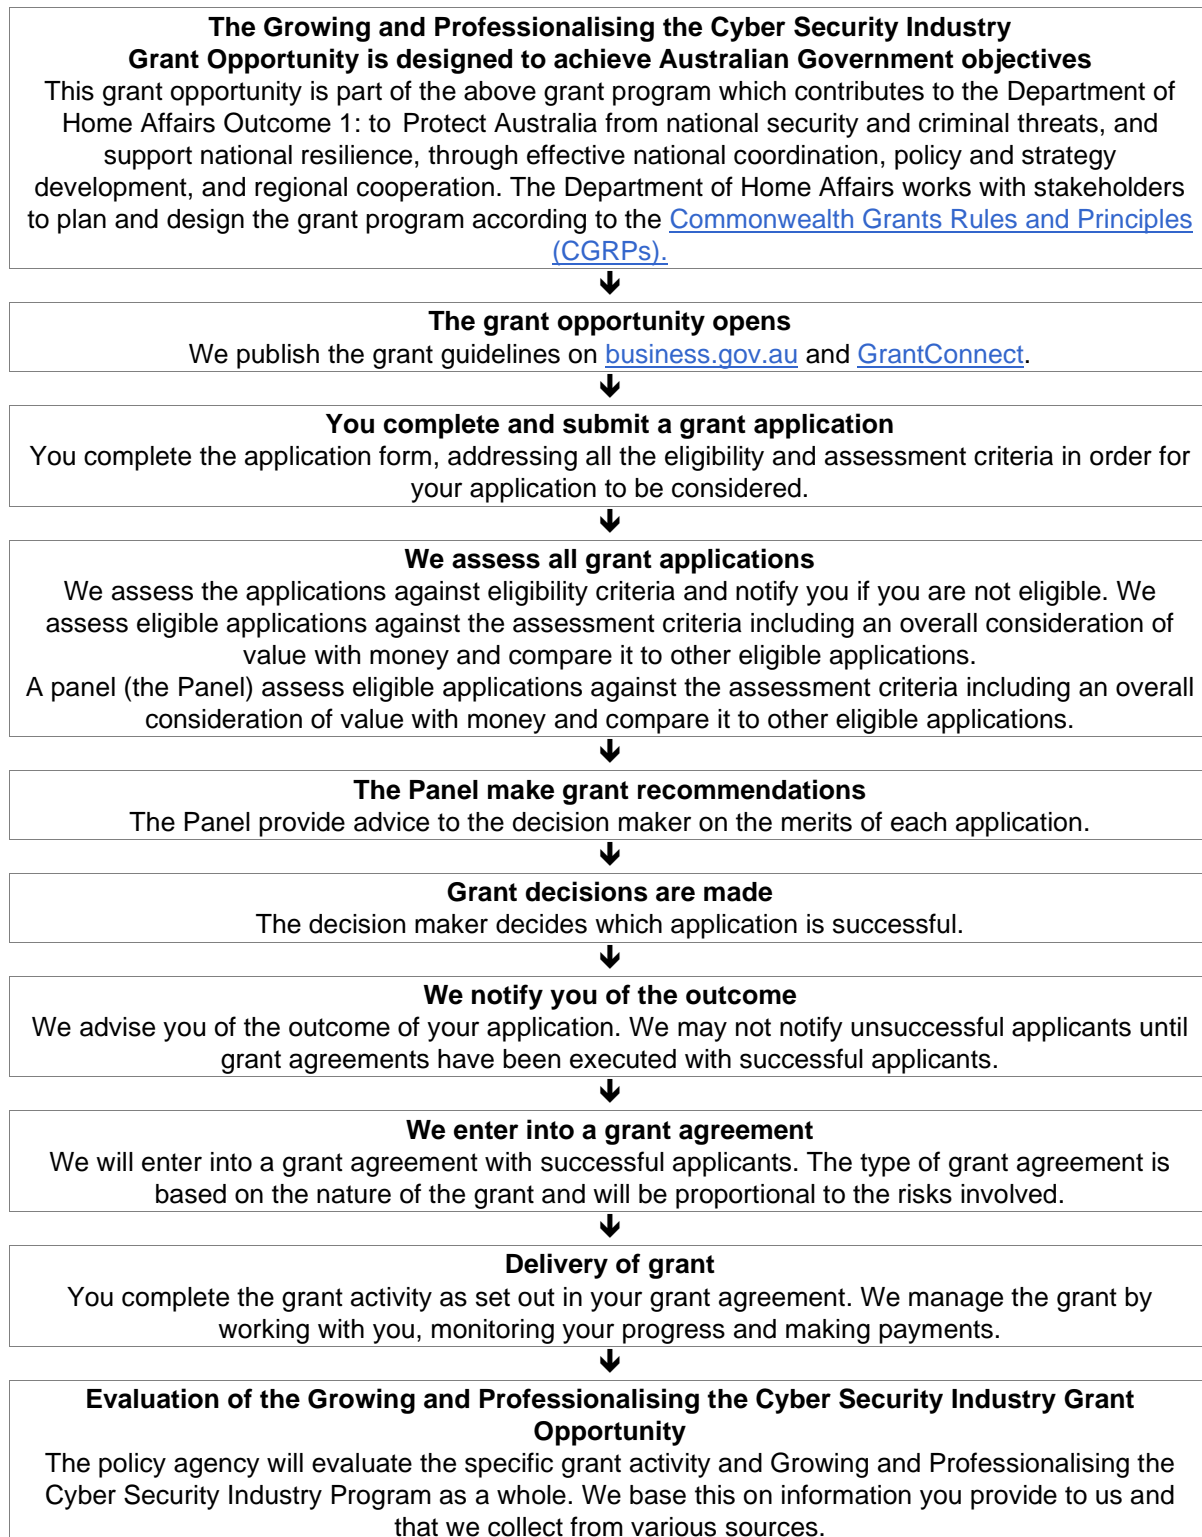 The Growing and Professionalising the Cyber Security Industry
Grant Opportunity is designed to achieve Australian Government objectives
This grant opportunity is part of the above grant program which contributes to the Department of
Home Affairs Outcome 1: to Protect Australia from national security and criminal threats, and
support national resilience, through effective national coordination, policy and strategy
development, and regional cooperation. The Department of Home Affairs works with stakeholders
to plan and design the grant program according to the Commonwealth Grants Rules and Principles
(CGRPs).
🡻
The grant opportunity opens
We publish the grant guidelines on business.gov.au and GrantConnect.
🡻
You complete and submit a grant application
You complete the application form, addressing all the eligibility and assessment criteria in order for
your application to be considered.
🡻
We assess all grant applications
We assess the applications against eligibility criteria and notify you if you are not eligible. We
assess eligible applications against the assessment criteria including an overall consideration of
value with money and compare it to other eligible applications.
A panel (the Panel) assess eligible applications against the assessment criteria including an overall
consideration of value with money and compare it to other eligible applications.
🡻
The Panel make grant recommendations
The Panel provide advice to the decision maker on the merits of each application.
🡻
Grant decisions are made
The decision maker decides which application is successful.
🡻
We notify you of the outcome
We advise you of the outcome of your application. We may not notify unsuccessful applicants until
grant agreements have been executed with successful applicants.
🡻
We enter into a grant agreement
We will enter into a grant agreement with successful applicants. The type of grant agreement is
based on the nature of the grant and will be proportional to the risks involved.
🡻
Delivery of grant
You complete the grant activity as set out in your grant agreement. We manage the grant by
working with you, monitoring your progress and making payments.
🡻
Evaluation of the Growing and Professionalising the Cyber Security Industry Grant
Opportunity
The policy agency will evaluate the specific grant activity and Growing and Professionalising the
Cyber Security Industry Program as a whole. We base this on information you provide to us and
that we collect from various sources.